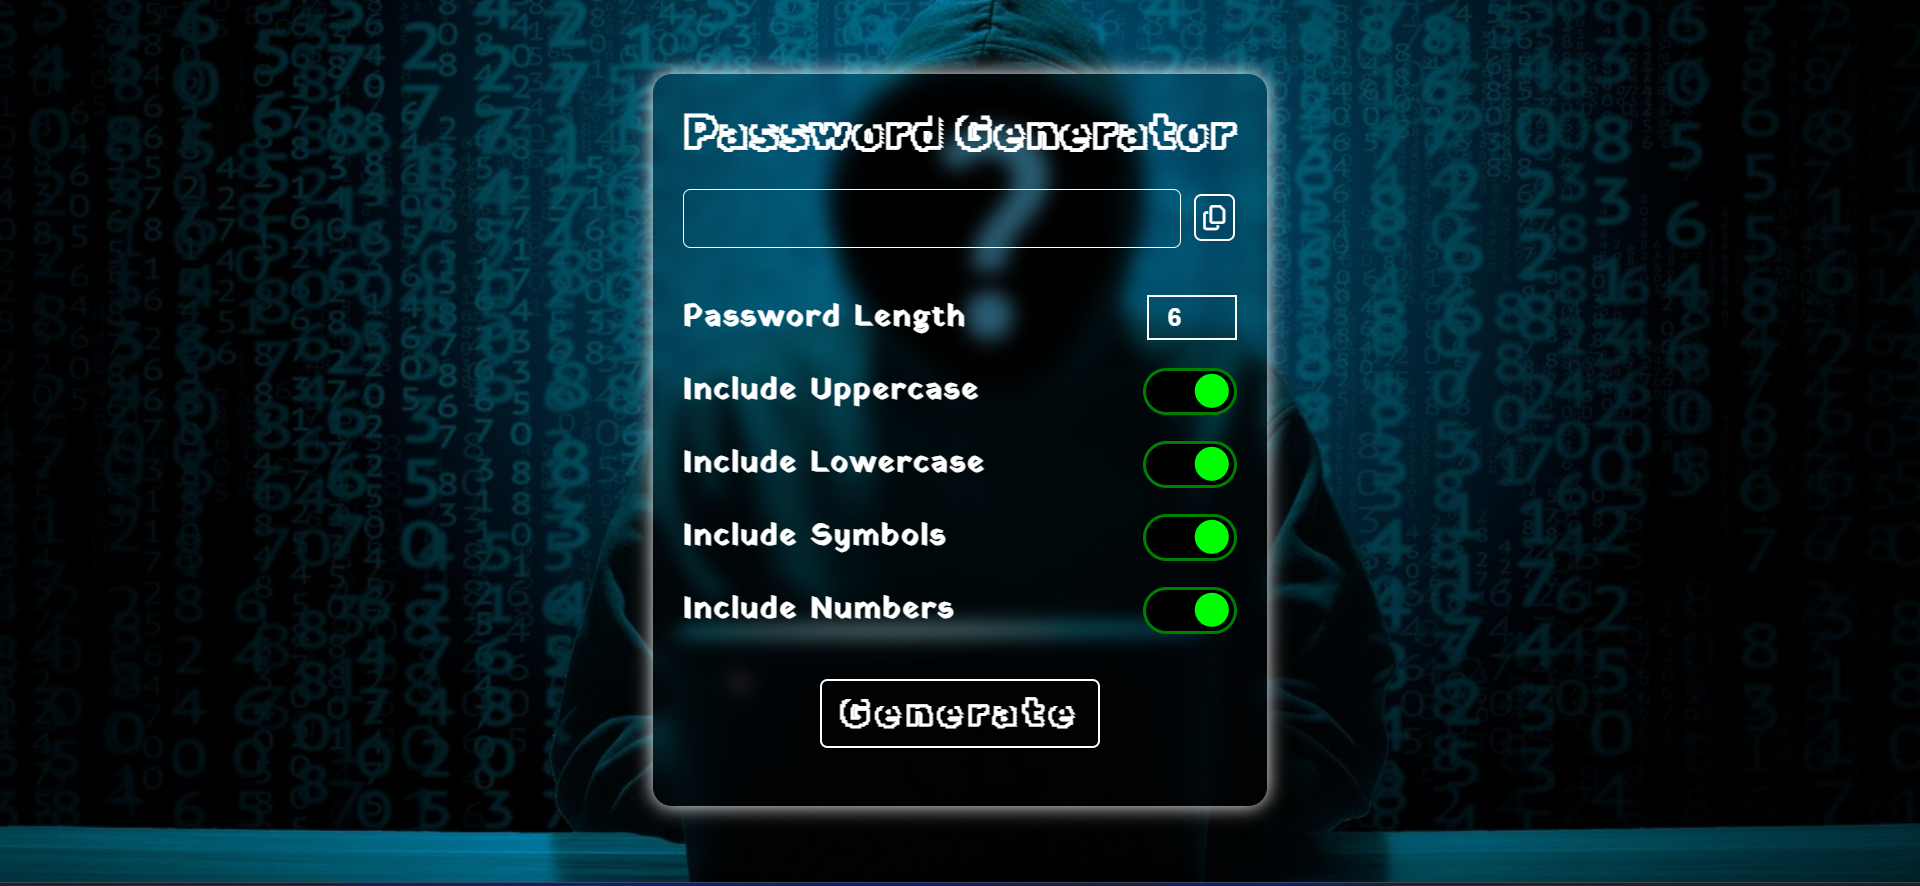 Password Generator
Password Length 6
Include Uppercase
Include Lowercase
Include Symbols
Include Numbers
Generate